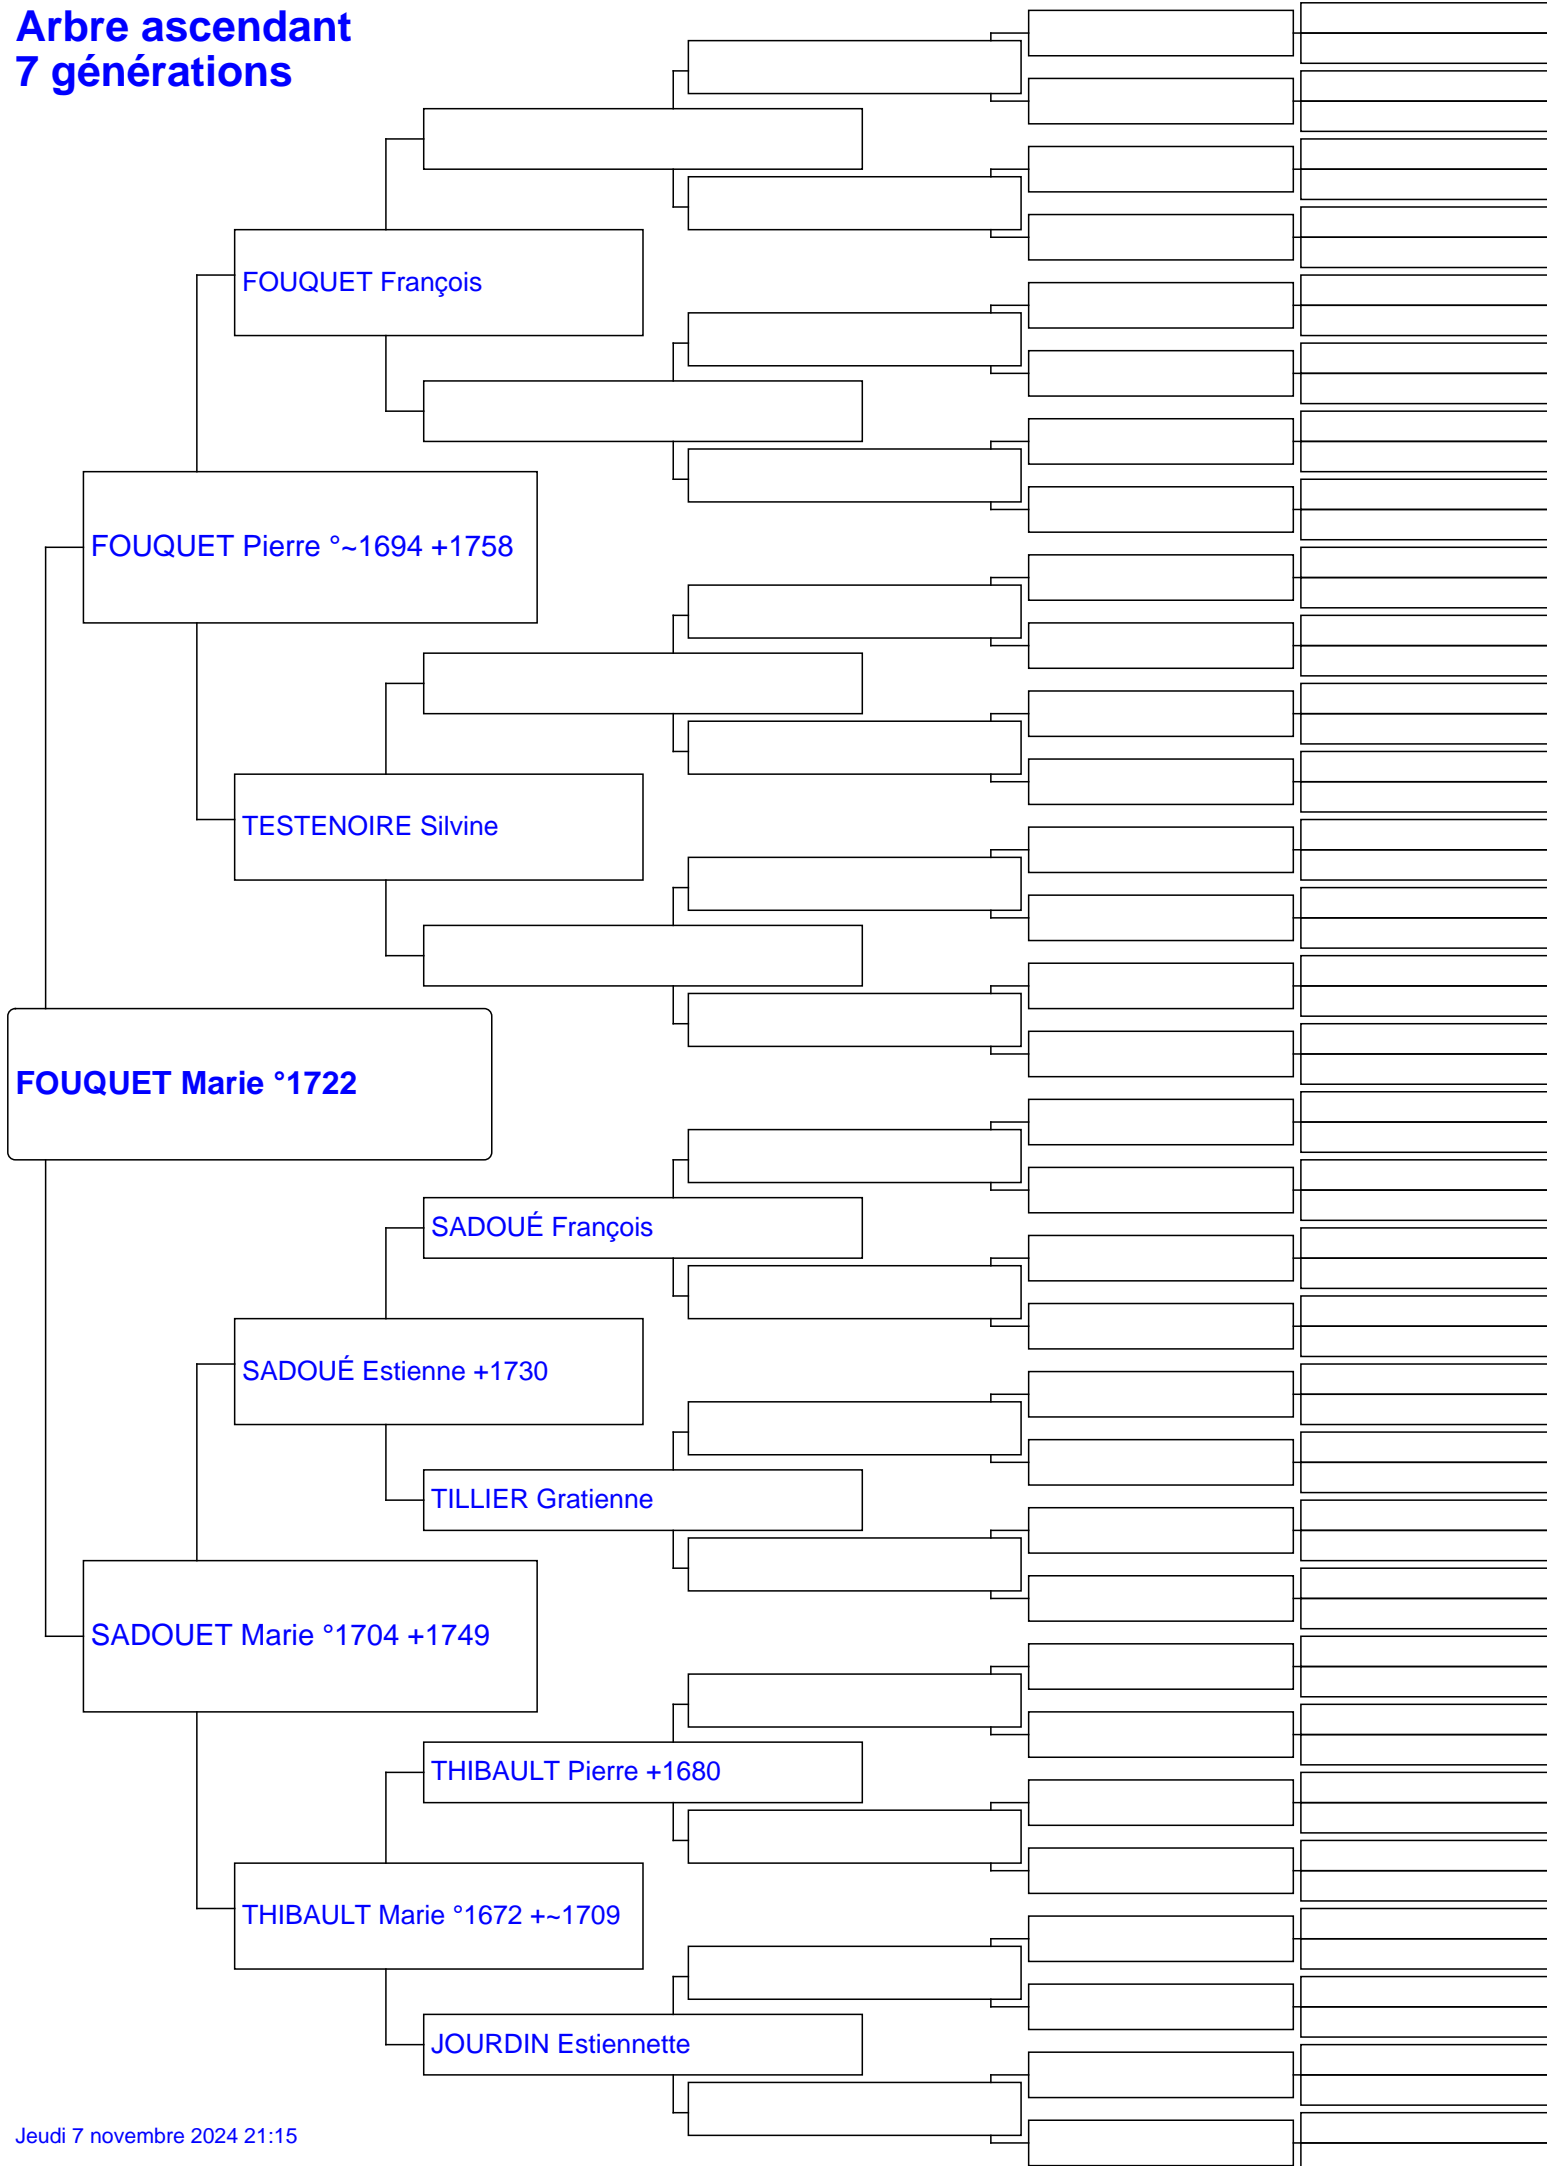 Arbre ascendant
7 générations
FOUQUET François
FOUQUET Pierre °~1694 +1758
TESTENOIRE Silvine
FOUQUET Marie °1722
SADOUÉ François
SADOUÉ Estienne +1730
TILLIER Gratienne
SADOUET Marie °1704 +1749
THIBAULT Pierre +1680
THIBAULT Marie °1672 +~1709
JOURDIN Estiennette
Jeudi 7 novembre 2024 21:15